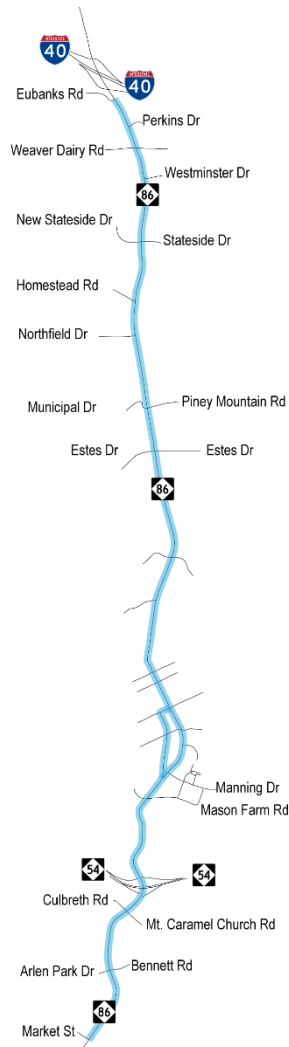 INTERSTATE
40
INTERSTATE
40
Eubanks Rd
Perkins Dr
Weaver Dairy Rd
Westminster Dr
86
New Stateside Dr
Stateside Dr
Homestead Rd
Northfield Dr
Municipal Dr
Piney Mountain Rd
Estes Dr
Estes Dr
86
Manning Dr
Mason Farm Rd
54
54
Culbreth Rd
Mt. Caramel Church Rd
Arlen Park Dr
Bennett Rd
86
Market St